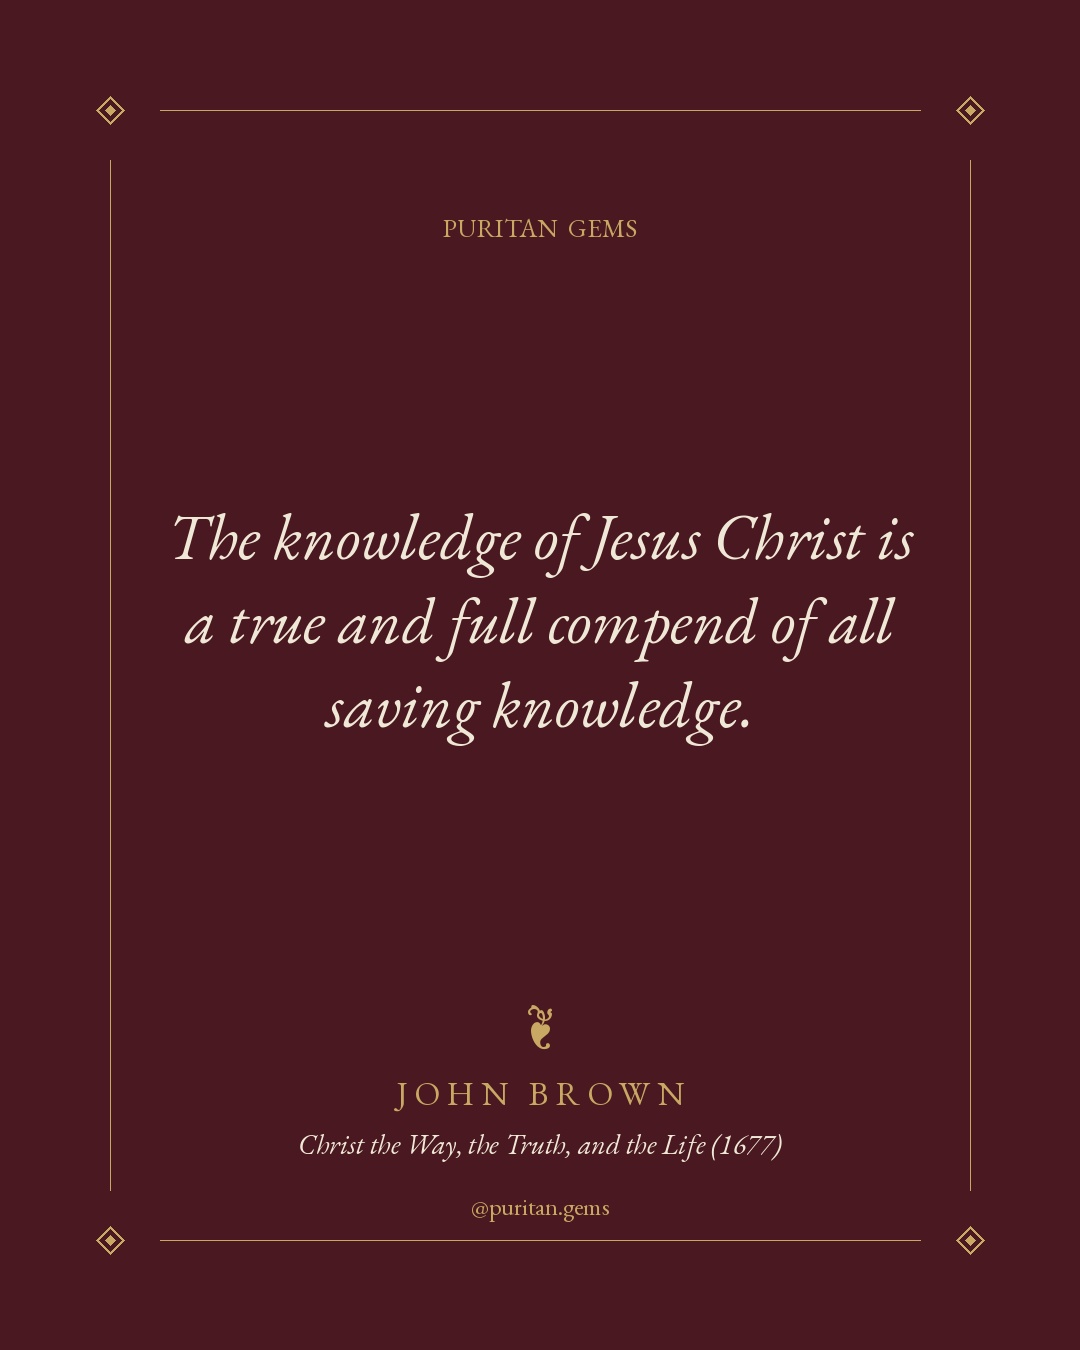 PURITAN GEMS
The knowledge of Jesus Christ is
a true and full compend of all
saving knowledge.
JOHN BROWN
Christ the Way, the Truth, and the Life (1677)
@puritan.gems